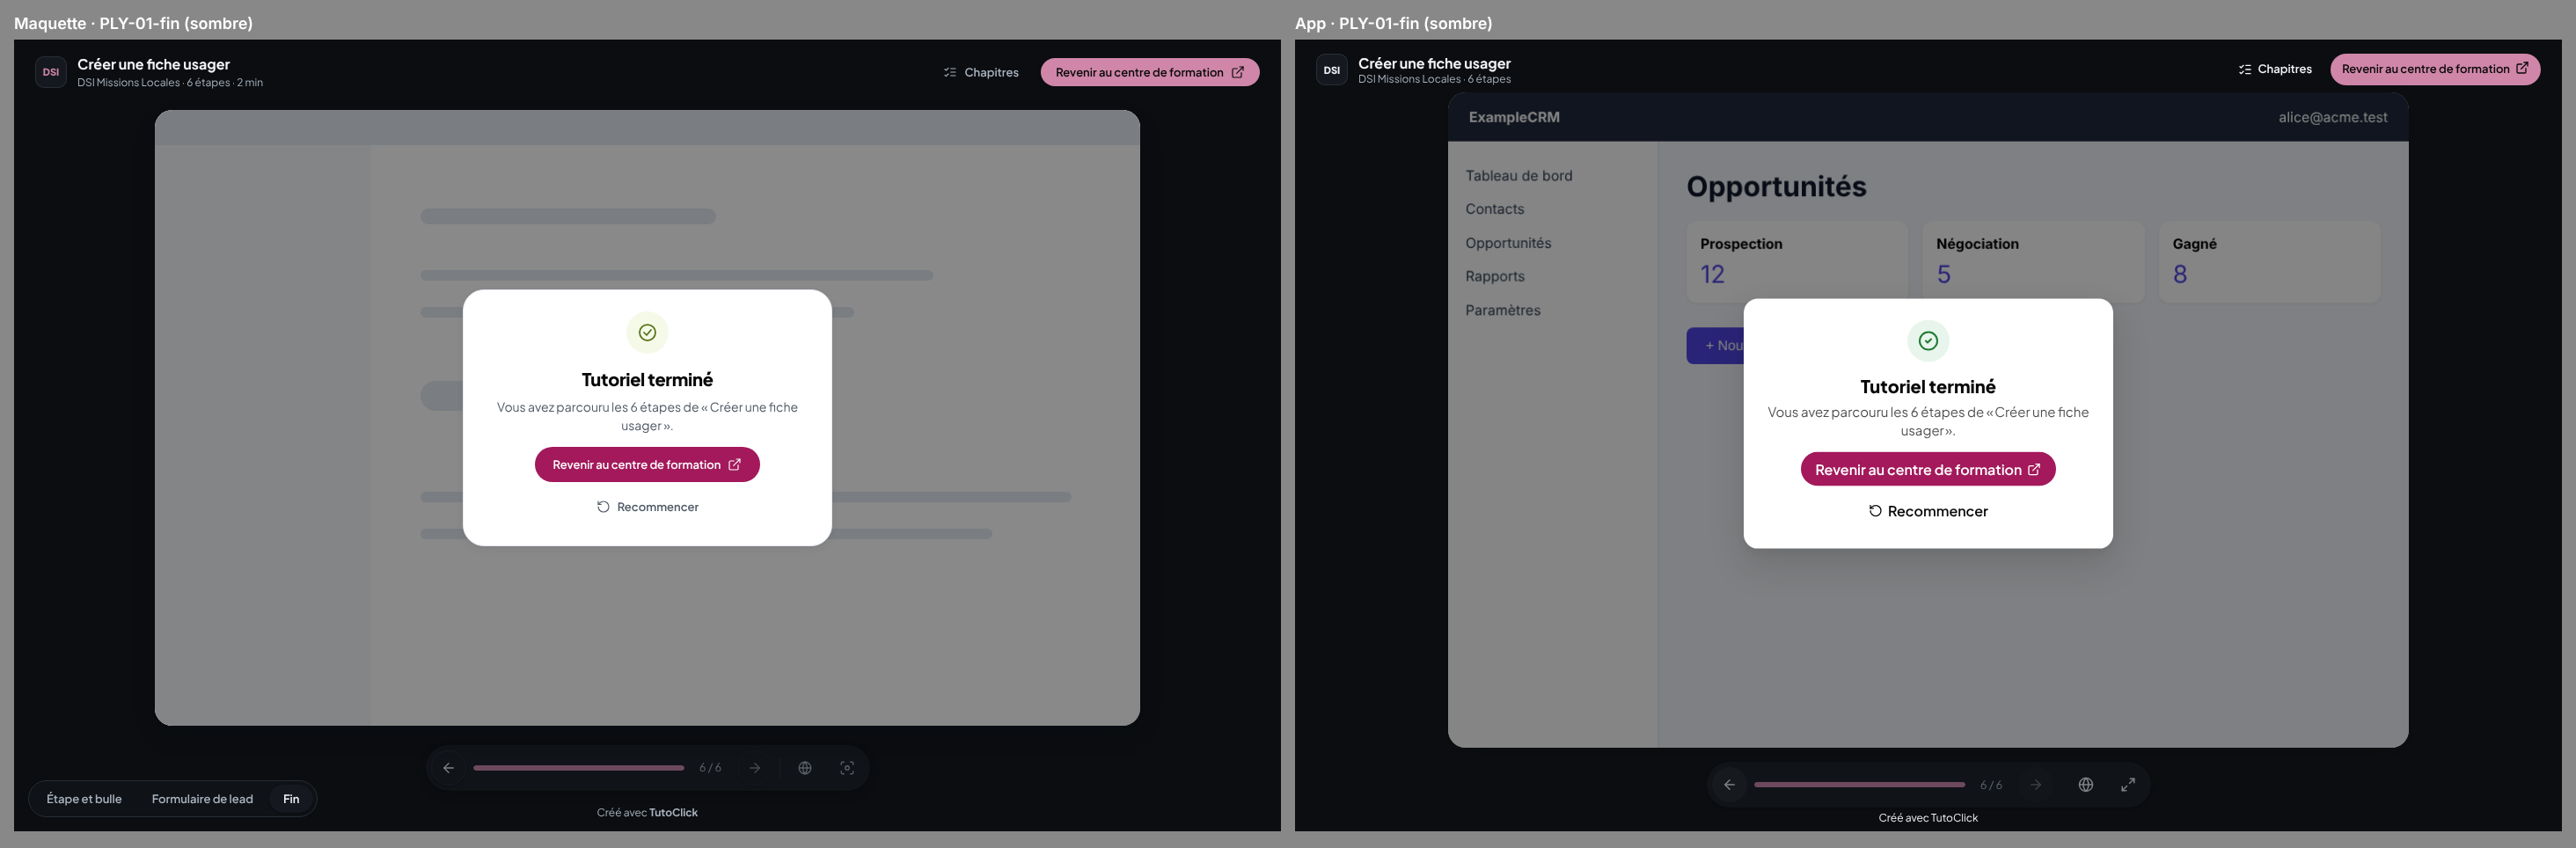 Maquette · PLY-01-fin (sombre)
DSI
Créer une fiche usager
DSI Missions Locales · 6 étapes · 2 min
Chapitres
Revenir au centre de formation
Tutoriel terminé
Vous avez parcouru les 6 étapes de « Créer une fiche
usager ».
Revenir au centre de formation
Recommencer
6 / 6
Étape et bulle
Formulaire de lead
Fin
Créé avec TutoClick
App · PLY-01-fin (sombre)
DSI
Créer une fiche usager
DSI Missions Locales · 6 étapes
Chapitres
Revenir au centre de formation
ExampleCRM
alice@acme.test
Tableau de bord
Contacts
Opportunités
Rapports
Paramètres
Opportunités
Prospection
12
Négociation
5
Gagné
8
+ Nou
Tutoriel terminé
Vous avez parcouru les 6 étapes de « Créer une fiche
usager ».
Revenir au centre de formation
Recommencer
6 / 6
Créé avec TutoClick